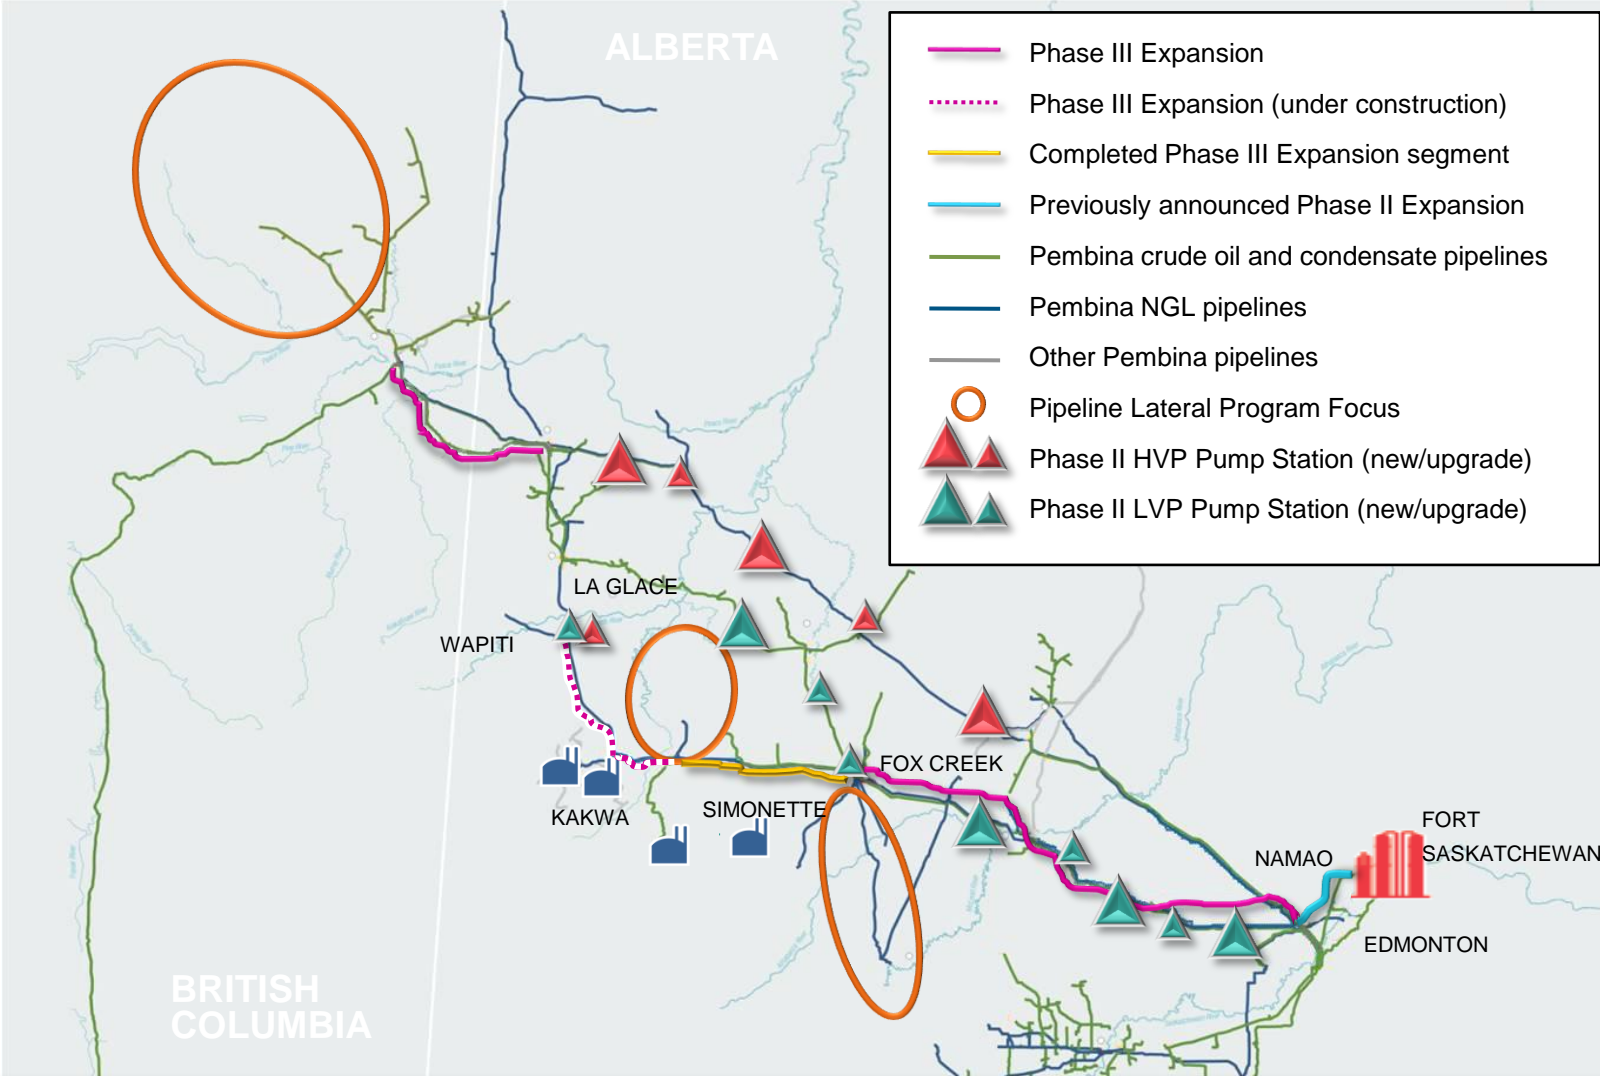 ALBERTA
Phase III Expansion
Phase III Expansion (under construction)
Completed Phase III Expansion segment
Previously announced Phase II Expansion
Pembina crude oil and condensate pipelines
Pembina NGL pipelines
Other Pembina pipelines
Pipeline Lateral Program Focus
Phase II HVP Pump Station (new/upgrade)
Phase II LVP Pump Station (new/upgrade)
LA GLACE
WAPITI
FOX CREEK
KAKWA
SIMONETTE
FORT
SASKATCHEWAN
NAMAO
EDMONTON
BRITISH
COLUMBIA